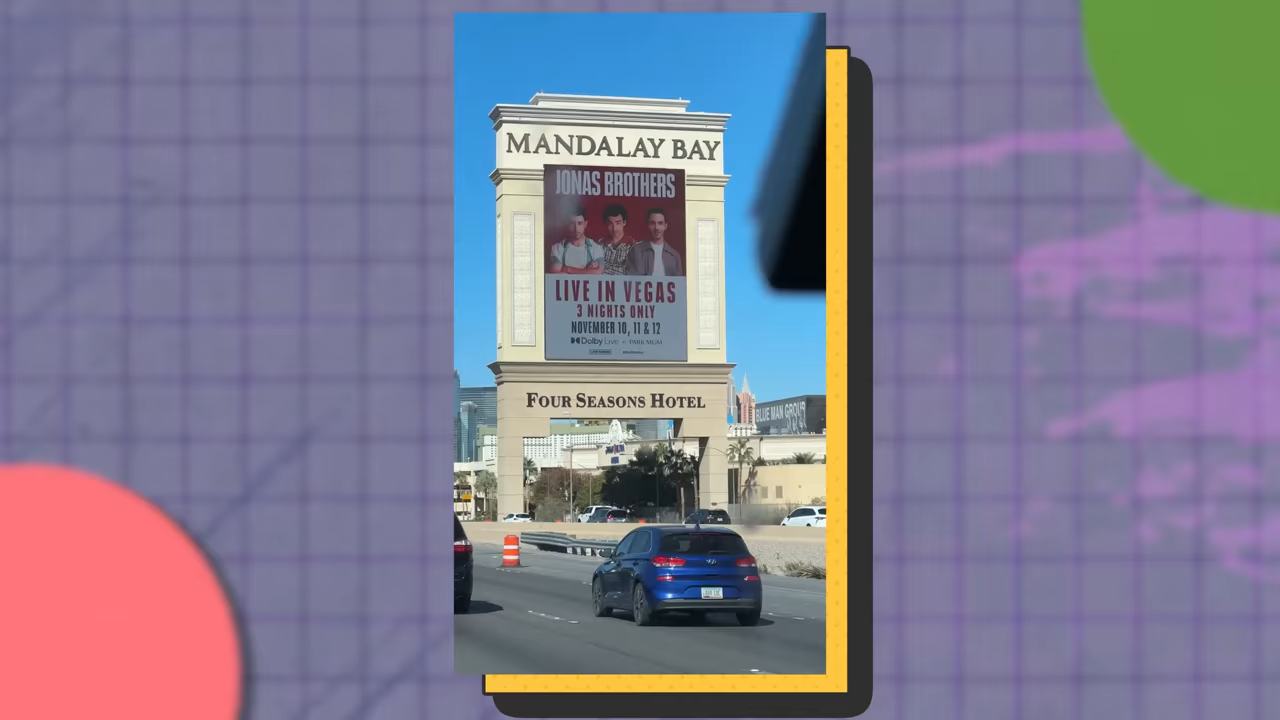 MANDALAY BAY
JONAS BROTHERS
LIVE IN VEGAS
3 NIGHTS ONLY
NOVEMBER 10, 11 & 12
Dolby Live PARK MGM
FOUR SEASONS HOTEL
BLUE MAN GROUP